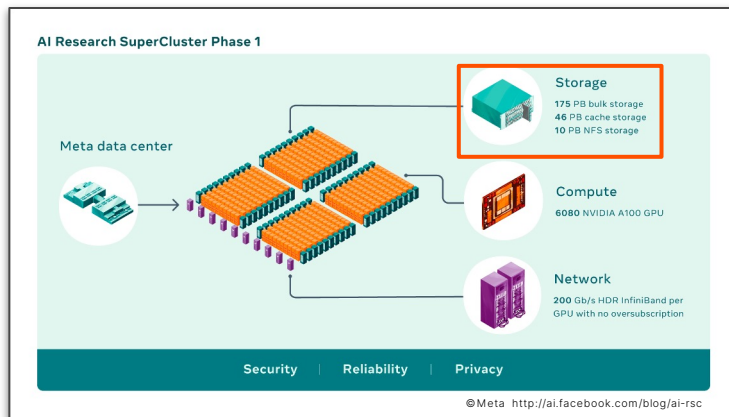 AI Research SuperCluster Phase 1
Meta data center
Storage
175 PB bulk storage
46 PB cache storage
10 PB NFS storage
Compute
6080 NVIDIA A100 GPU
Network
200 Gb/s HDR InfiniBand per
GPU with no oversubscription
Security | Reliability | Privacy
©Meta http://ai.facebook.com/blog/ai-rsc